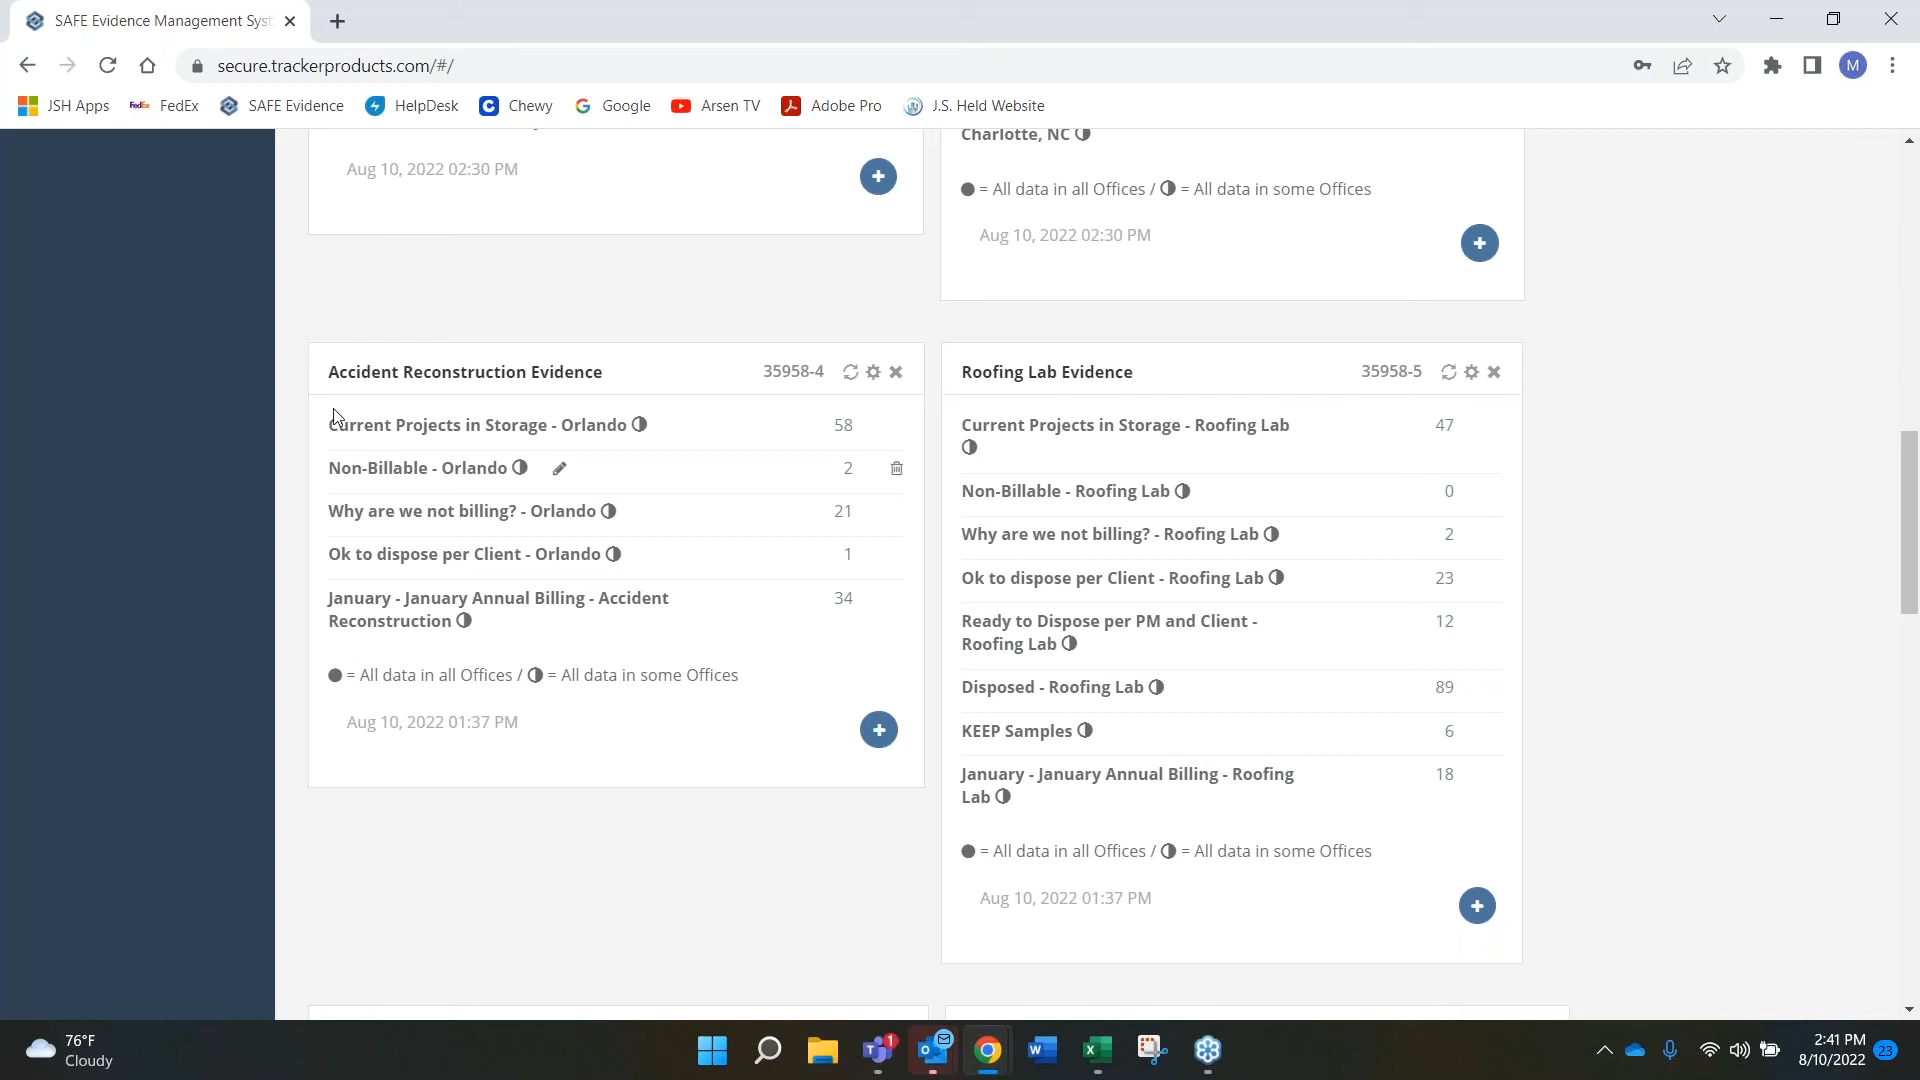 SAFE Evidence Management Syst
secure.trackerproducts.com/#/
M
JSH Apps
FedEx FedEx
SAFE Evidence
HelpDesk
Chewy
Google
Arsen TV
Adobe Pro
J.S. Held Website
Aug 10, 2022 02:30 PM
Charlotte, NC
= All data in all Offices / = All data in some Offices
Aug 10, 2022 02:30 PM
Accident Reconstruction Evidence 35958-4
Current Projects in Storage - Orlando 58
Non-Billable - Orlando 2
Why are we not billing? - Orlando 21
Ok to dispose per Client - Orlando 1
January - January Annual Billing - Accident 34
Reconstruction
= All data in all Offices / = All data in some Offices
Aug 10, 2022 01:37 PM
Roofing Lab Evidence 35958-5
Current Projects in Storage - Roofing Lab 47
Non-Billable - Roofing Lab 0
Why are we not billing? - Roofing Lab 2
Ok to dispose per Client - Roofing Lab 23
Ready to Dispose per PM and Client - 12
Roofing Lab
Disposed - Roofing Lab 89
KEEP Samples 6
January - January Annual Billing - Roofing 18
Lab
= All data in all Offices / = All data in some Offices
Aug 10, 2022 01:37 PM
76°F
Cloudy
1
2:41 PM
8/10/2022
23